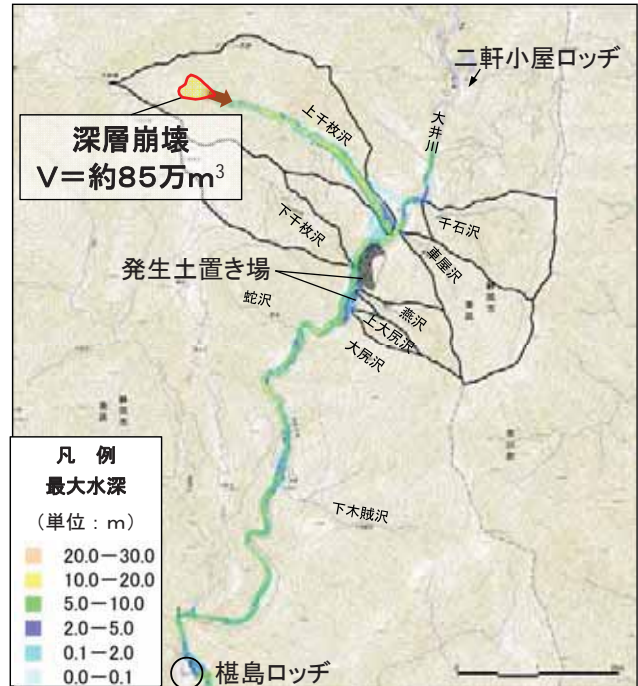 二軒小屋ロッヂ
大井川
上千枚沢
深層崩壊
V=約85万m³
下千枚沢
千石沢
車屋沢
発生土置き場
蛇沢
燕沢
上大尻沢
大尻沢
凡 例
最大水深
(単位:m)
20.0-30.0
10.0-20.0
5.0-10.0
2.0-5.0
0.1-2.0
0.0-0.1
下木賊沢
椹島ロッヂ